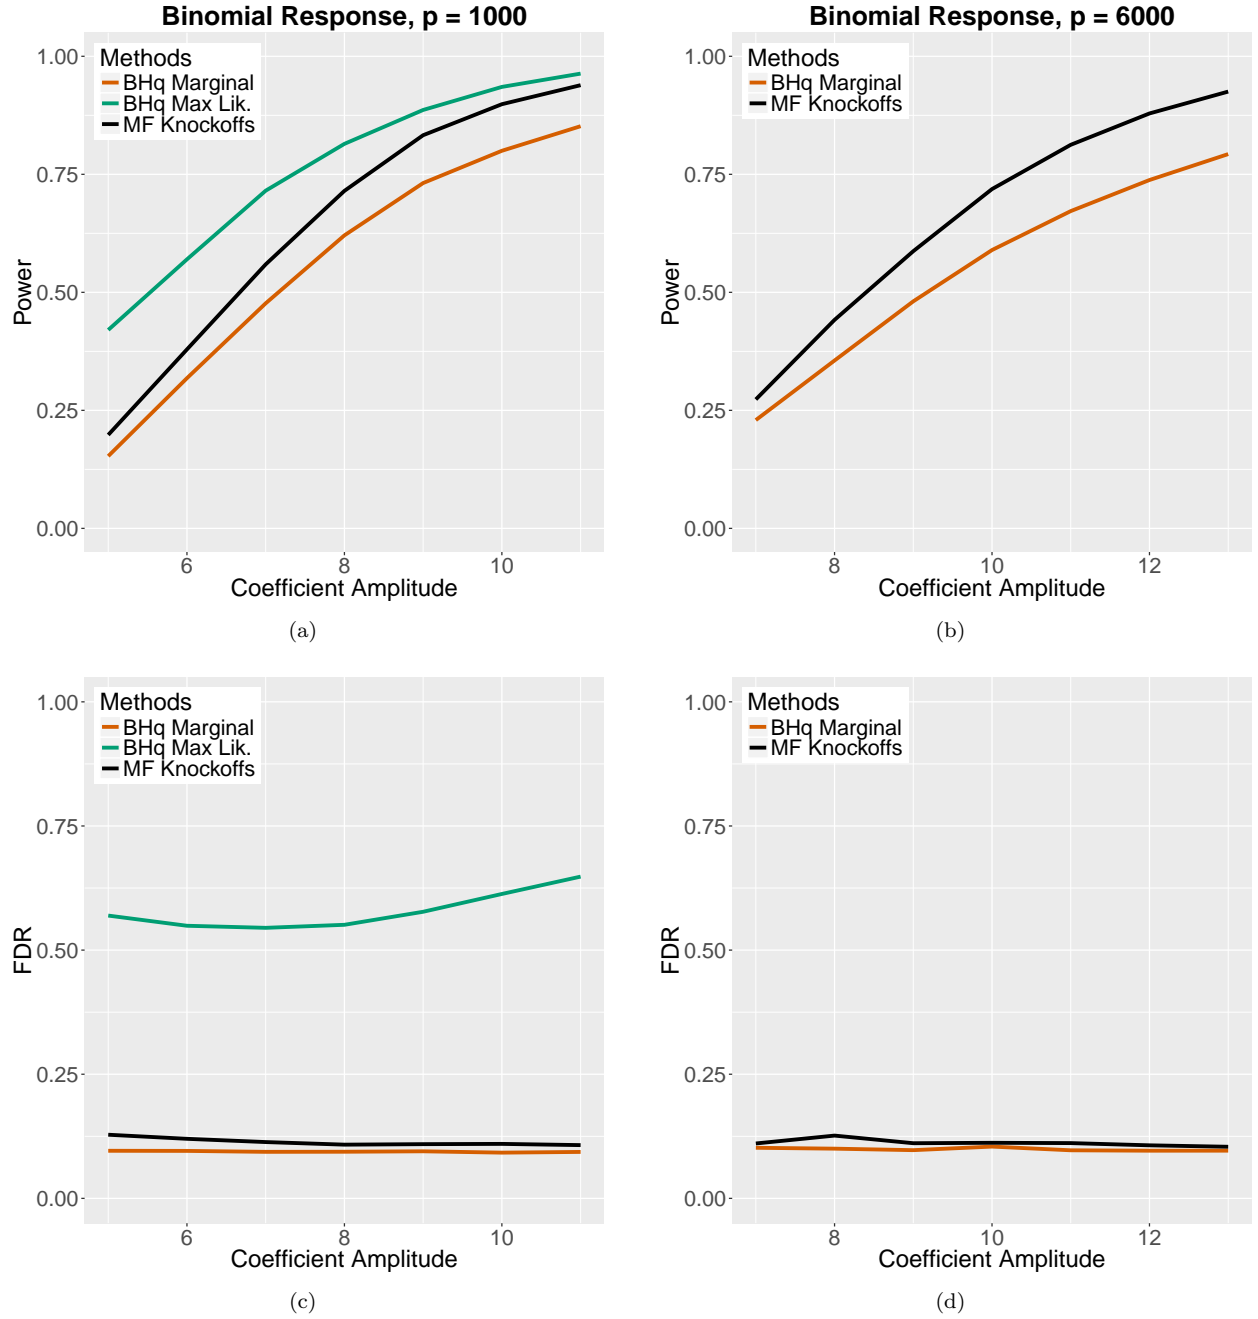 Binomial Response, p = 1000
Methods
BHq Marginal
BHq Max Lik.
MF Knockoffs
1.00
0.75
0.50
0.25
0.00
Power
6 8 10
Coefficient Amplitude
(a)
Binomial Response, p = 6000
Methods
BHq Marginal
MF Knockoffs
1.00
0.75
0.50
0.25
0.00
Power
8 10 12
Coefficient Amplitude
(b)
Methods
BHq Marginal
BHq Max Lik.
MF Knockoffs
1.00
0.75
0.50
0.25
0.00
FDR
6 8 10
Coefficient Amplitude
(c)
Methods
BHq Marginal
MF Knockoffs
1.00
0.75
0.50
0.25
0.00
FDR
8 10 12
Coefficient Amplitude
(d)